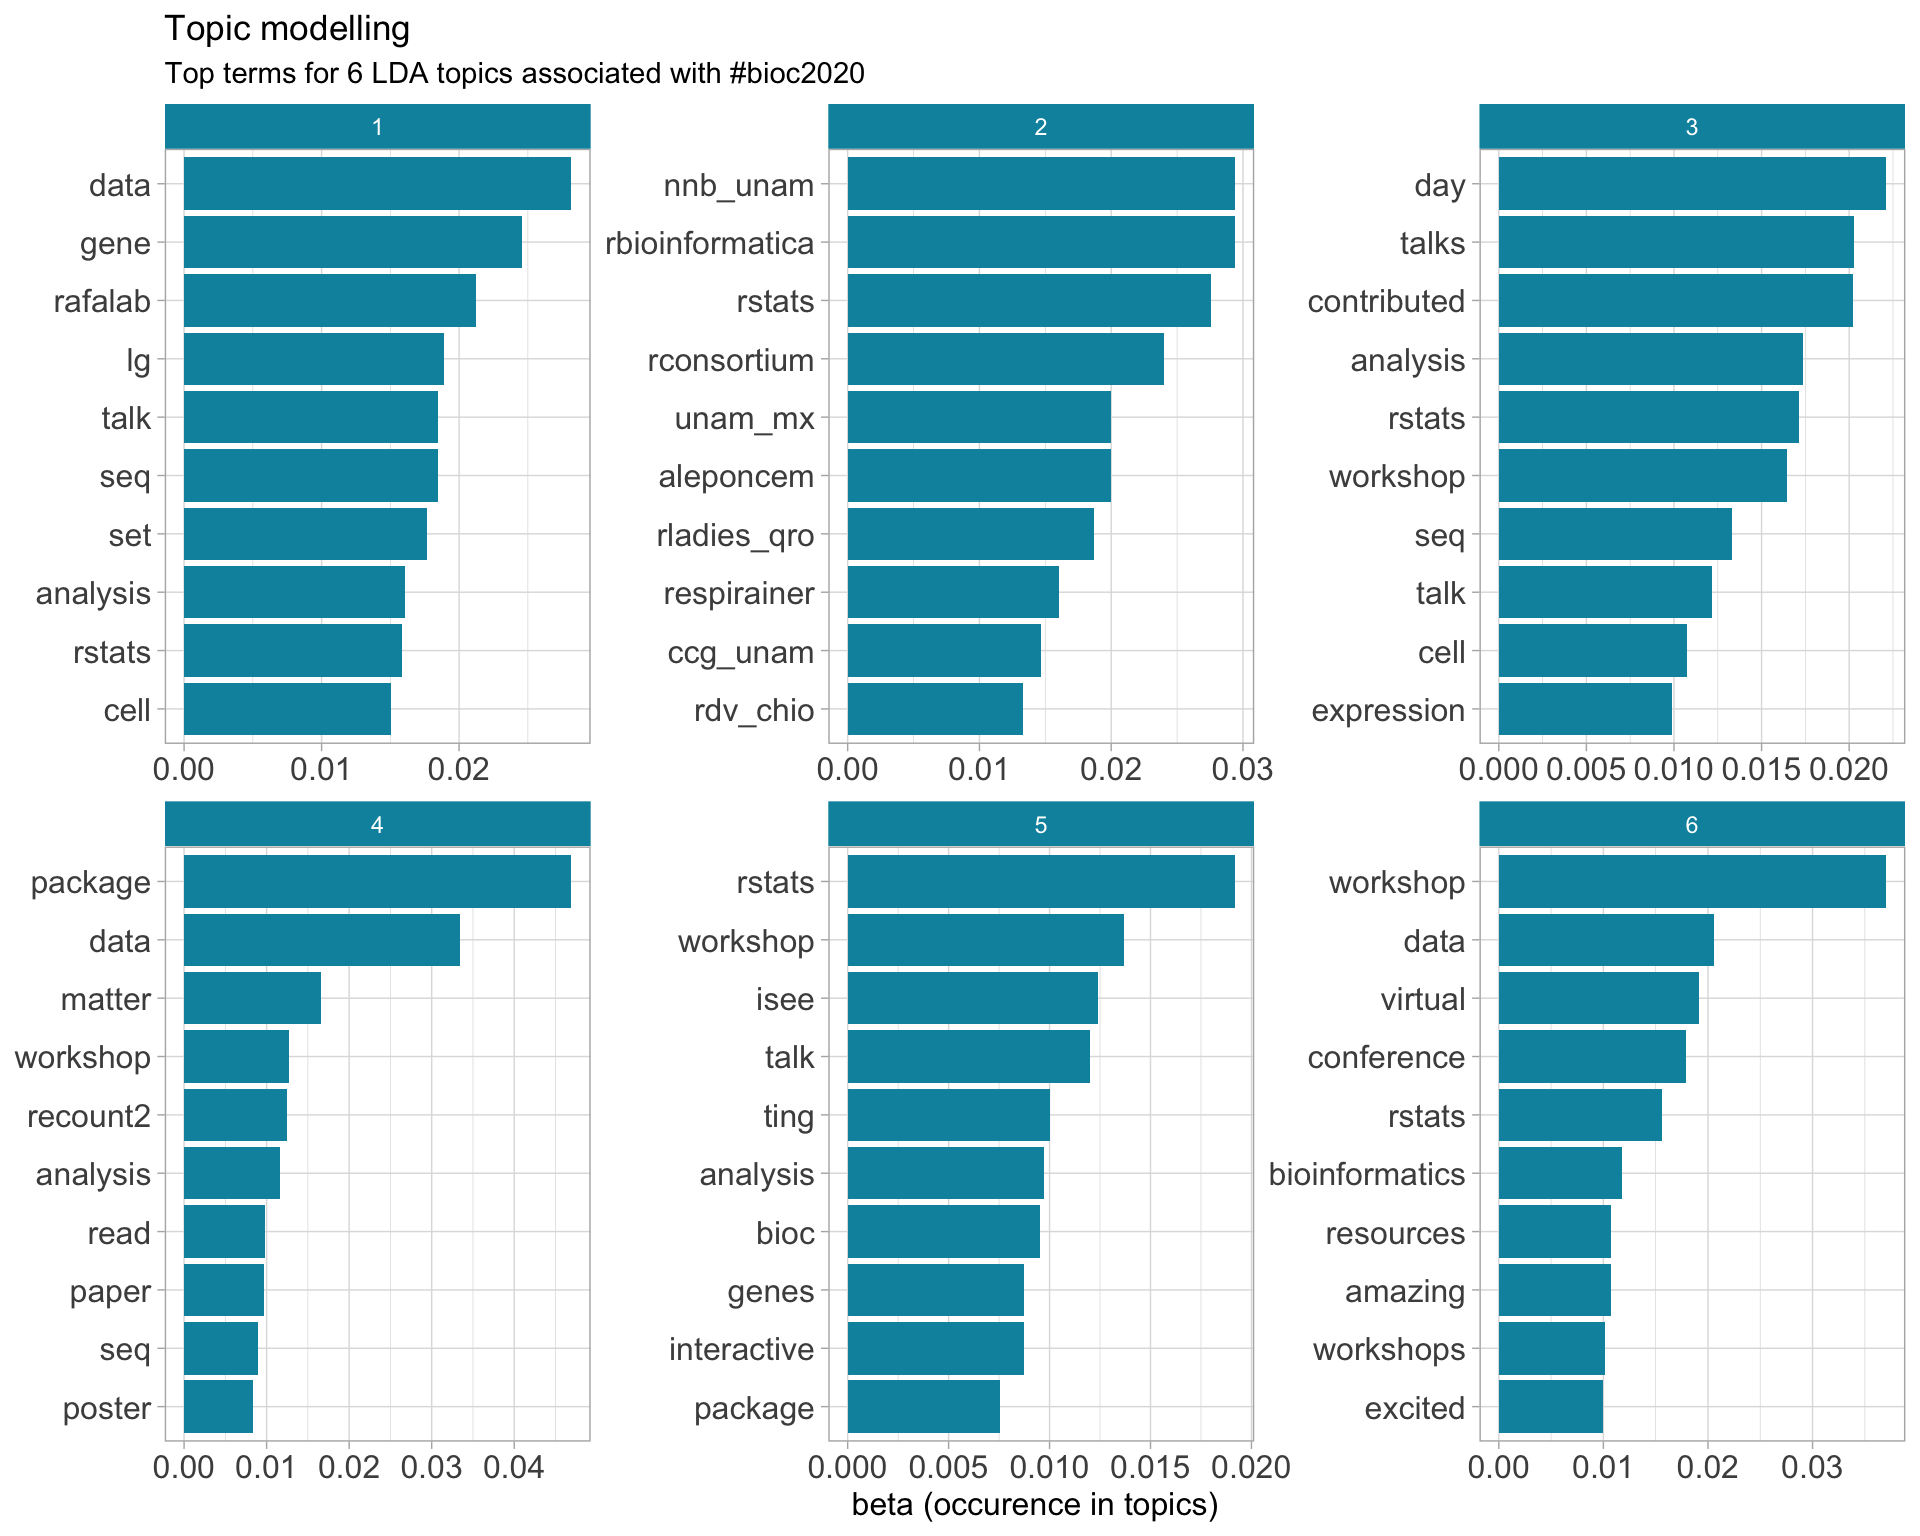 Topic modelling
Top terms for 6 LDA topics associated with #bioc2020
1
data
gene
rafalab
lg
talk
seq
set
analysis
rstats
cell
0.00 0.01 0.02
2
nnb_unam
rbioinformatica
rstats
rconsortium
unam_mx
aleponcem
rladies_qro
respirainer
ccg_unam
rdv_chio
0.00 0.01 0.02 0.03
3
day
talks
contributed
analysis
rstats
workshop
seq
talk
cell
expression
0.000 0.005 0.010 0.015 0.020
4
package
data
matter
workshop
recount2
analysis
read
paper
seq
poster
0.00 0.01 0.02 0.03 0.04
5
rstats
workshop
isee
talk
ting
analysis
bioc
genes
interactive
package
0.000 0.005 0.010 0.015 0.020
6
workshop
data
virtual
conference
rstats
bioinformatics
resources
amazing
workshops
excited
0.00 0.01 0.02 0.03
beta (occurence in topics)